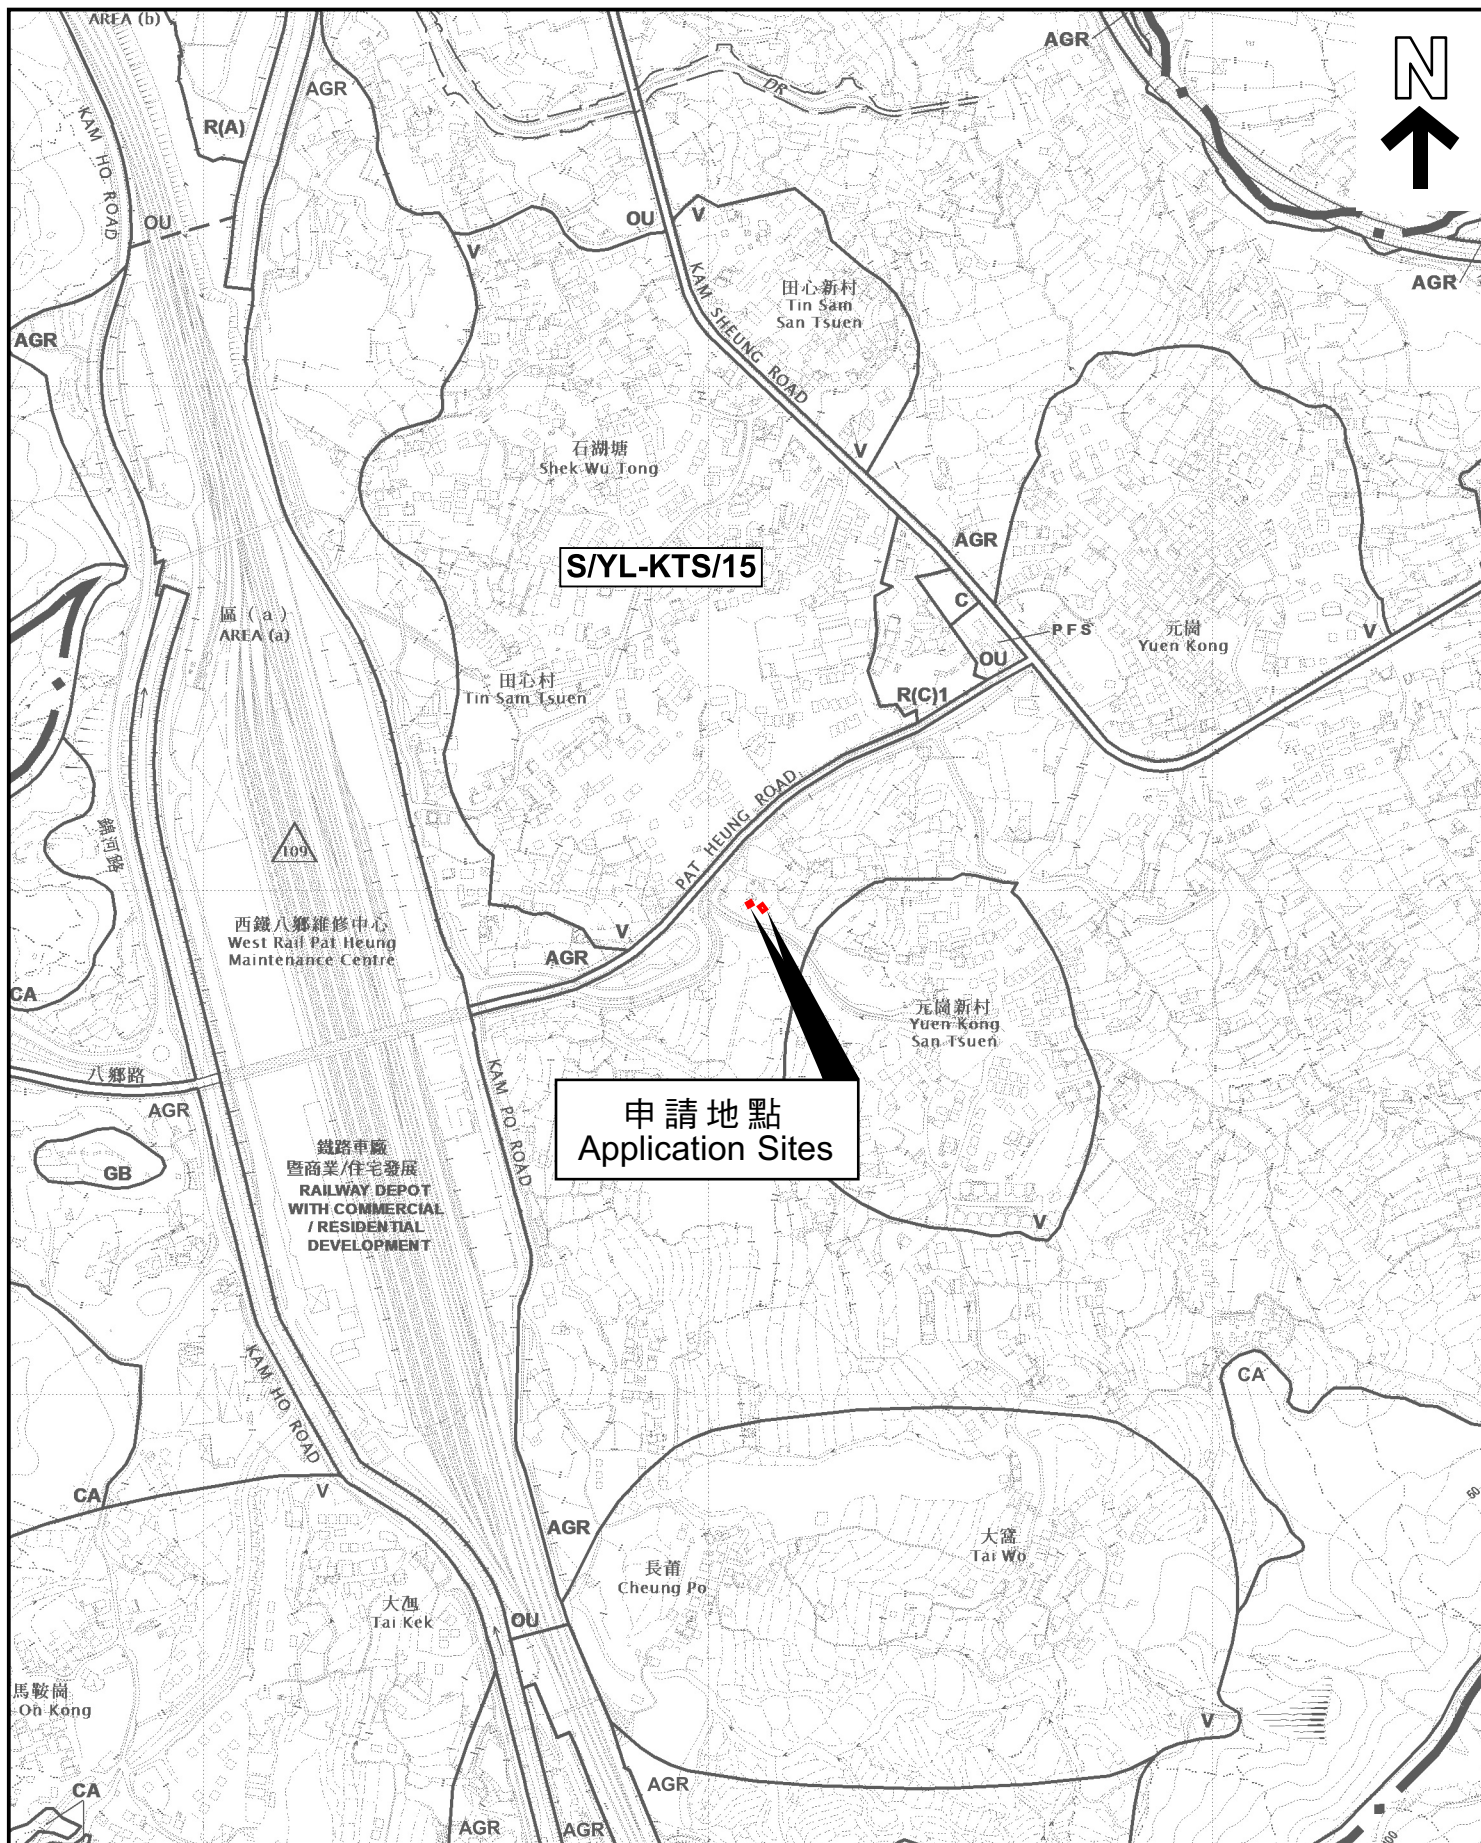 AREA (b)
N
AGR
AGR
DR
KAM HO ROAD
R(A)
OU
OU
V
V
AGR
AGR
田心新村
Tin Sam
San Tsuen
KAM SHEUNG ROAD
石湖塘
Shek Wu Tong
V
AGR
S/YL-KTS/15
C
PFS
區 (a)
AREA (a)
元崗
Yuen Kong
V
OU
田心村
Tin Sam Tsuen
R(C)1
PAT HEUNG ROAD
錦河路
109
西鐵八鄉維修中心
West Rail Pat Heung
Maintenance Centre
V
AGR
CA
元崗新村
Yuen Kong
San Tsuen
八鄉路
AGR
KAM PO ROAD
申請地點
Application Sites
GB
鐵路車廠
暨商業/住宅發展
RAILWAY DEPOT
WITH COMMERCIAL
/ RESIDENTIAL
DEVELOPMENT
V
KAM HO ROAD
CA
CA
V
60
AGR
大窩
Tai Wo
長莆
Cheung Po
Tai Kek
OU
馬鞍崗
On Kong
V
CA
AGR
AGR
AGR